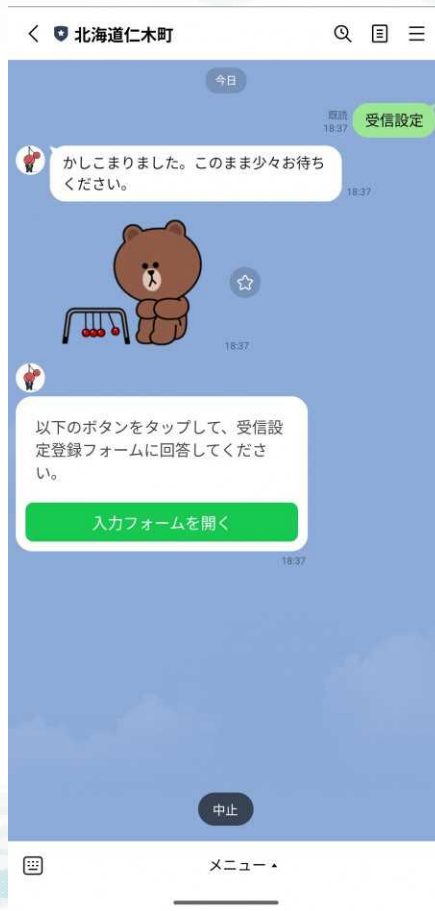 北海道仁木町
今日
既読
18:37
受信設定
かしこまりました。このまま少々お待ち
ください。
18:37
18:37
以下のボタンをタップして、受信設
定登録フォームに回答してくださ
い。
入力フォームを開く
18:37
中止
メニュー